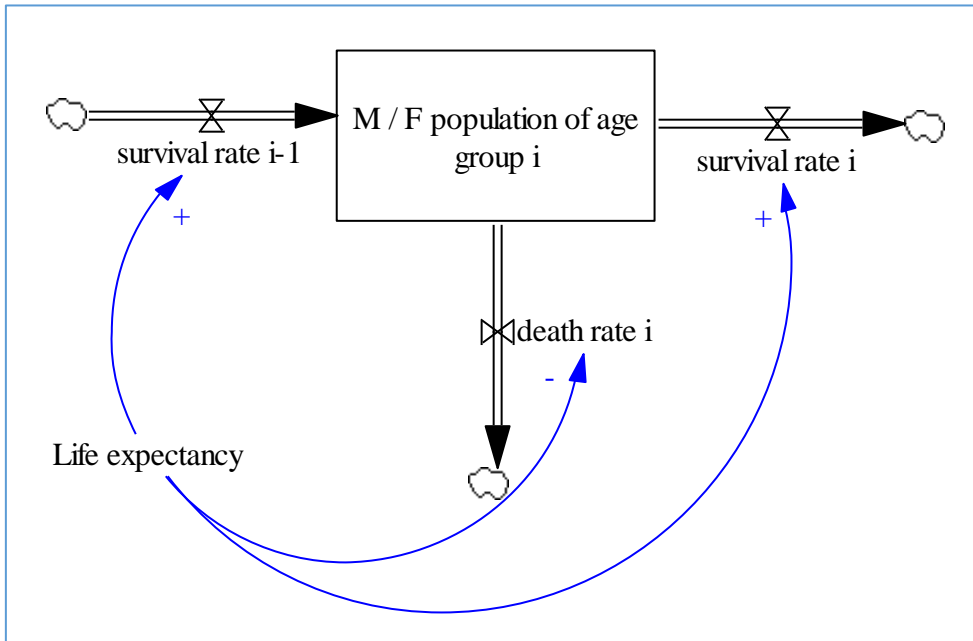 M / F population of age
group i
survival rate i-1
survival rate i
+
+
death rate i
-
Life expectancy